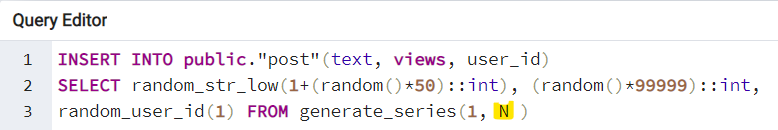 Query Editor
1 INSERT INTO public."post"(text, views, user_id)
2 SELECT random_str_low(1+(random()*50)::int), (random()*99999)::int,
3 random_user_id(1) FROM generate_series(1, N )